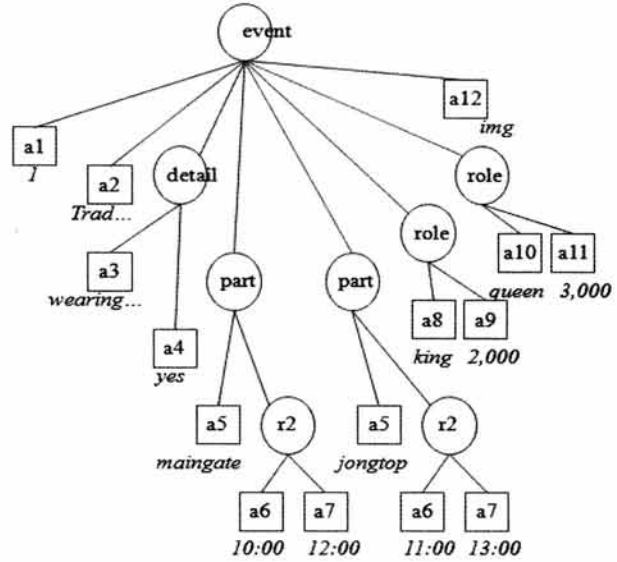 event
a12
img
a1
1
a2
Trad...
detail
role
a3
wearing...
role
a10
a11
queen
3,000
part
part
a8
a9
king
2,000
a4
yes
a5
maingate
r2
a5
jongtop
r2
a6
a7
a6
a7
10:00
12:00
11:00
13:00